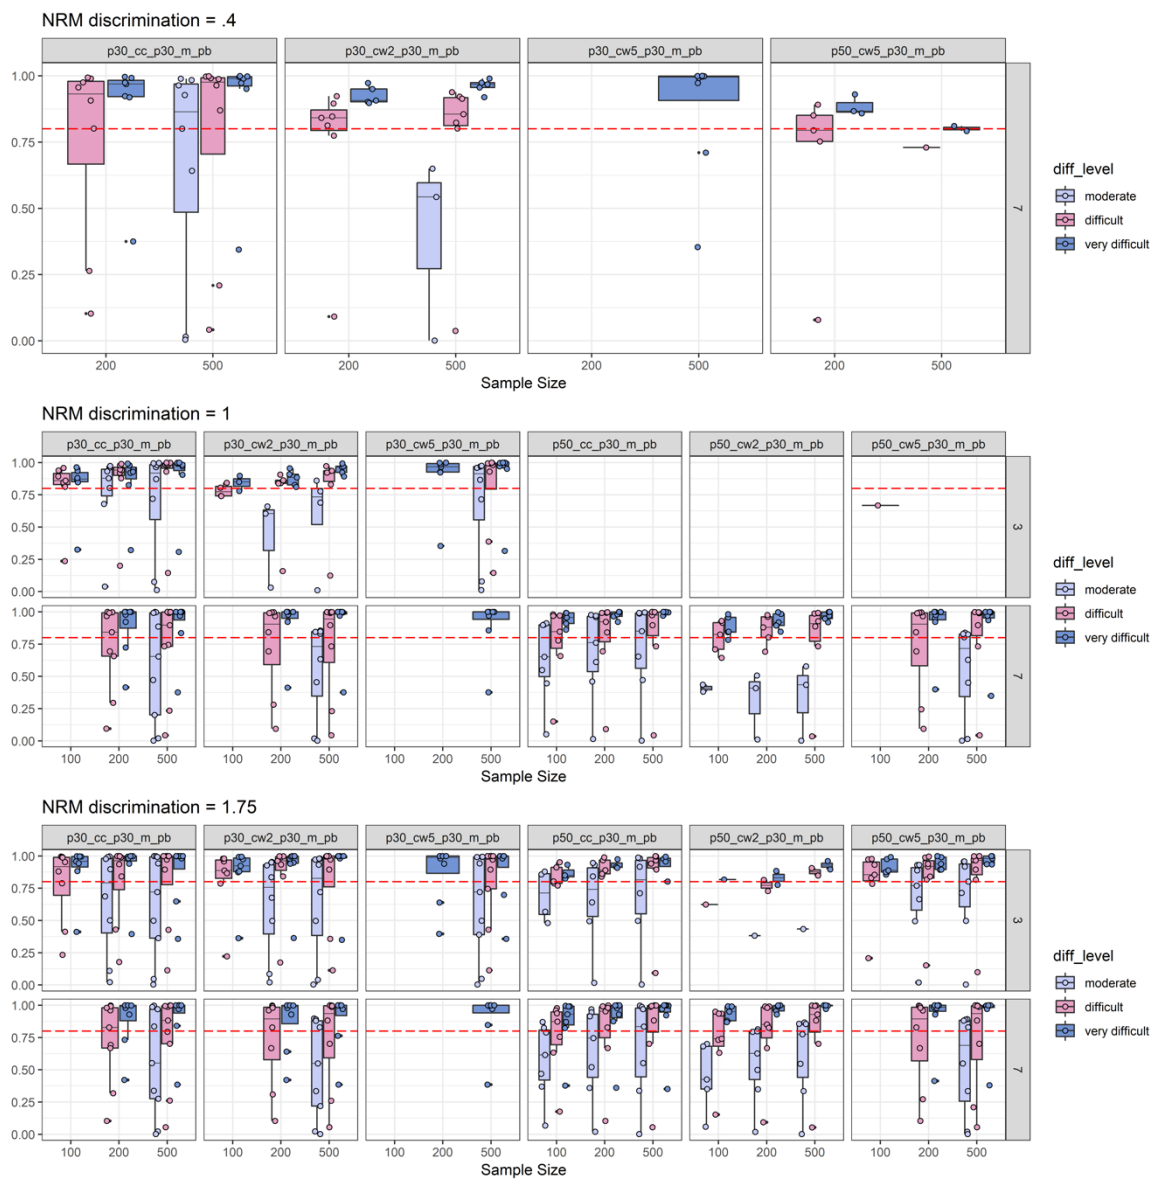 NRM discrimination = .4
p30_cc_p30_m_pb p30_cw2_p30_m_pb p30_cw5_p30_m_pb p50_cw5_p30_m_pb
1.00
0.75
0.50
0.25
0.00
7
200 500 200 500 200 500 200 500
Sample Size
diff_level
moderate
difficult
very difficult
NRM discrimination = 1
p30_cc_p30_m_pb p30_cw2_p30_m_pb p30_cw5_p30_m_pb p50_cc_p30_m_pb p50_cw2_p30_m_pb p50_cw5_p30_m_pb
1.00
0.75
0.50
0.25
0.00
3
1.00
0.75
0.50
0.25
0.00
7
100 200 500 100 200 500 100 200 500 100 200 500 100 200 500 100 200 500
Sample Size
diff_level
moderate
difficult
very difficult
NRM discrimination = 1.75
p30_cc_p30_m_pb p30_cw2_p30_m_pb p30_cw5_p30_m_pb p50_cc_p30_m_pb p50_cw2_p30_m_pb p50_cw5_p30_m_pb
1.00
0.75
0.50
0.25
0.00
3
1.00
0.75
0.50
0.25
0.00
7
100 200 500 100 200 500 100 200 500 100 200 500 100 200 500 100 200 500
Sample Size
diff_level
moderate
difficult
very difficult